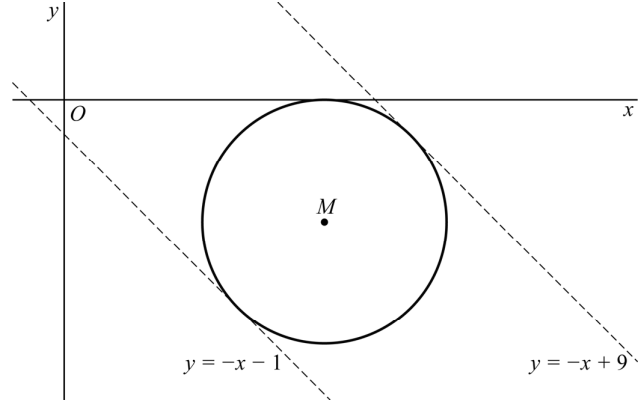 y
O
x
M
y = −x − 1
y = −x + 9